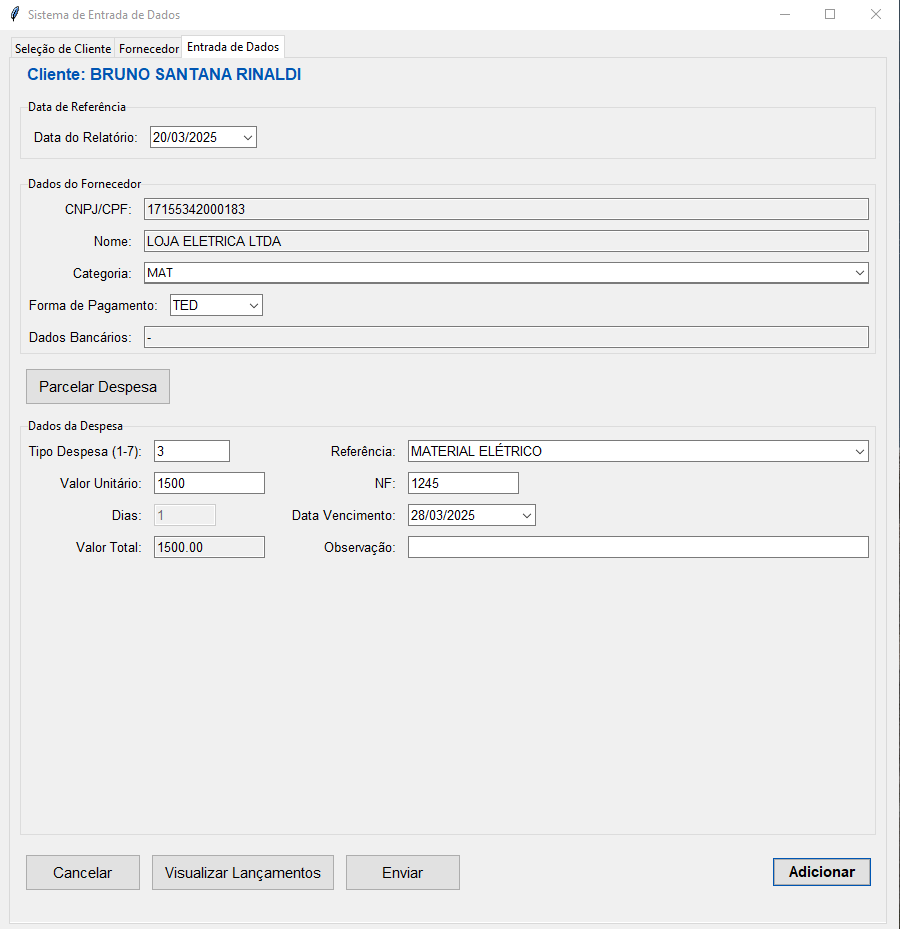 Sistema de Entrada de Dados
Seleção de Cliente Fornecedor Entrada de Dados
Cliente: BRUNO SANTANA RINALDI
Data de Referência
Data do Relatório: 20/03/2025
Dados do Fornecedor
CNPJ/CPF: 17155342000183
Nome: LOJA ELETRICA LTDA
Categoria: MAT
Forma de Pagamento: TED
Dados Bancários: -
Parcelar Despesa
Dados da Despesa
Tipo Despesa (1-7): 3 Referência: MATERIAL ELÉTRICO
Valor Unitário: 1500 NF: 1245
Dias: 1 Data Vencimento: 28/03/2025
Valor Total: 1500.00 Observação:
Cancelar Visualizar Lançamentos Enviar Adicionar